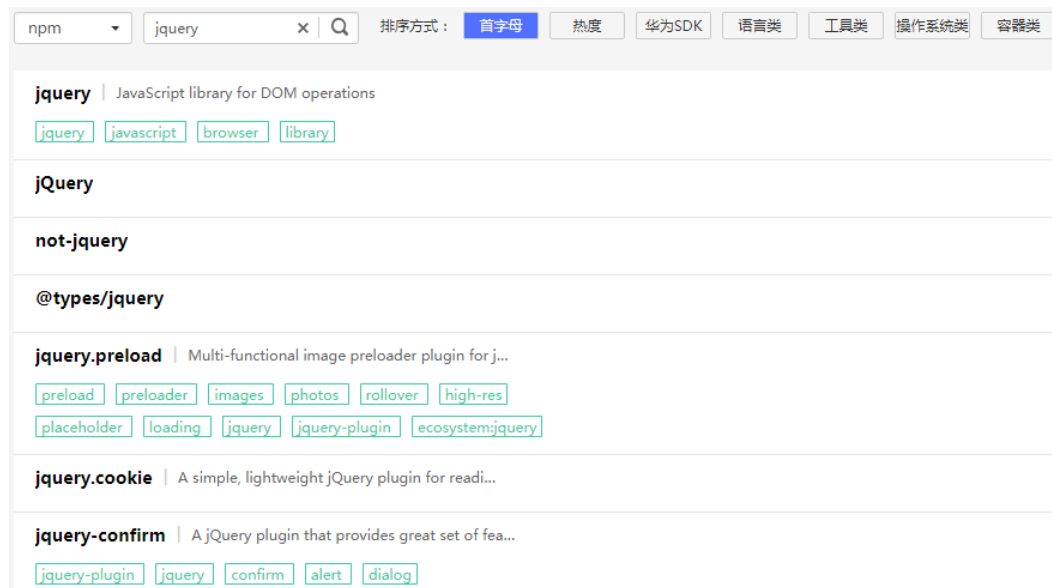 npm jquery 排序方式： 首字母 热度 华为SDK 语言类 工具类 操作系统类 容器类
jquery JavaScript library for DOM operations
jquery javascript browser library
jQuery
not-jquery
@types/jquery
jquery.preload Multi-functional image preloader plugin for j...
preload preloader images photos rollover high-res
placeholder loading jquery jquery-plugin ecosystem:jquery
jquery.cookie A simple, lightweight jQuery plugin for readi...
jquery-confirm A jQuery plugin that provides great set of fea...
jquery-plugin jquery confirm alert dialog